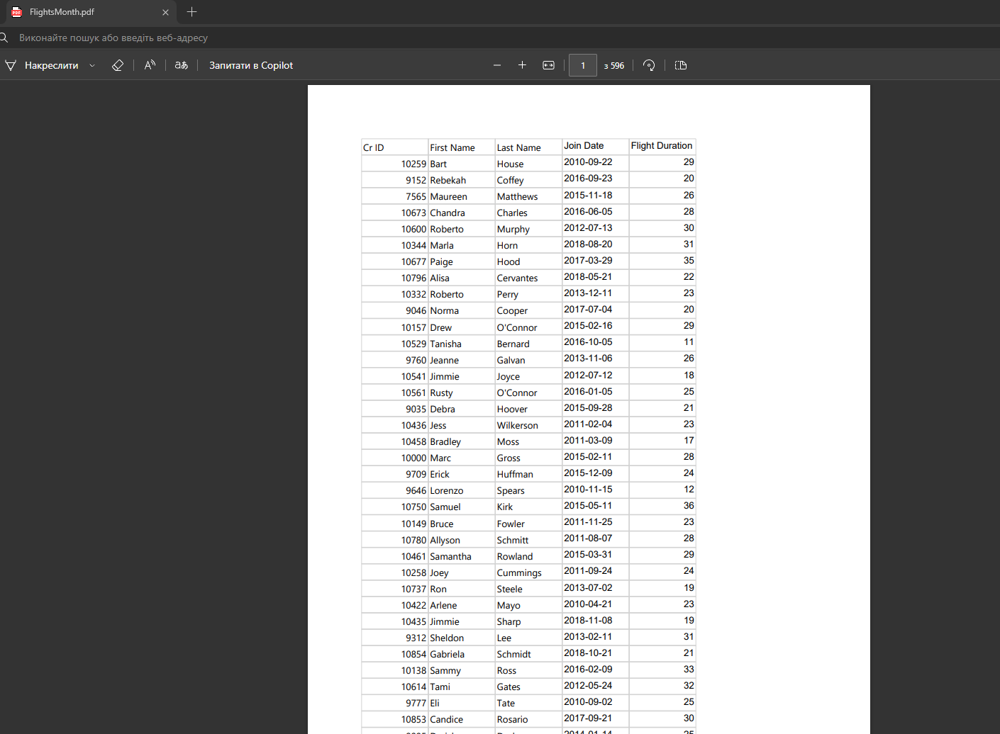 FlightsMonth.pdf
Виконайте пошук або введіть веб-адресу
Накреслити Запитати в Copilot 1 з 596
Cr ID First Name Last Name Join Date Flight Duration
10259 Bart House 2010-09-22 29
9152 Rebekah Coffey 2016-09-23 20
7565 Maureen Matthews 2015-11-18 26
10673 Chandra Charles 2016-06-05 28
10600 Roberto Murphy 2012-07-13 30
10344 Marla Horn 2018-08-20 31
10677 Paige Hood 2017-03-29 35
10796 Alisa Cervantes 2018-05-21 22
10332 Roberto Perry 2013-12-11 23
9046 Norma Cooper 2017-07-04 20
10157 Drew O'Connor 2015-02-16 29
10529 Tanisha Bernard 2016-10-05 11
9760 Jeanne Galvan 2013-11-06 26
10541 Jimmie Joyce 2012-07-12 18
10561 Rusty O'Connor 2016-01-05 25
9035 Debra Hoover 2015-09-28 21
10436 Jess Wilkerson 2011-02-04 23
10458 Bradley Moss 2011-03-09 17
10000 Marc Gross 2015-02-11 28
9709 Erick Huffman 2015-12-09 24
9646 Lorenzo Spears 2010-11-15 12
10750 Samuel Kirk 2015-05-11 36
10149 Bruce Fowler 2011-11-25 23
10780 Allyson Schmitt 2011-08-07 28
10461 Samantha Rowland 2015-03-31 29
10258 Joey Cummings 2011-09-24 24
10737 Ron Steele 2013-07-02 19
10422 Arlene Mayo 2010-04-21 23
10435 Jimmie Sharp 2018-11-08 19
9312 Sheldon Lee 2013-02-11 31
10854 Gabriela Schmidt 2018-10-21 21
10138 Sammy Ross 2016-02-09 33
10614 Tami Gates 2012-05-24 32
9777 Eli Tate 2010-09-02 25
10853 Candice Rosario 2017-09-21 30